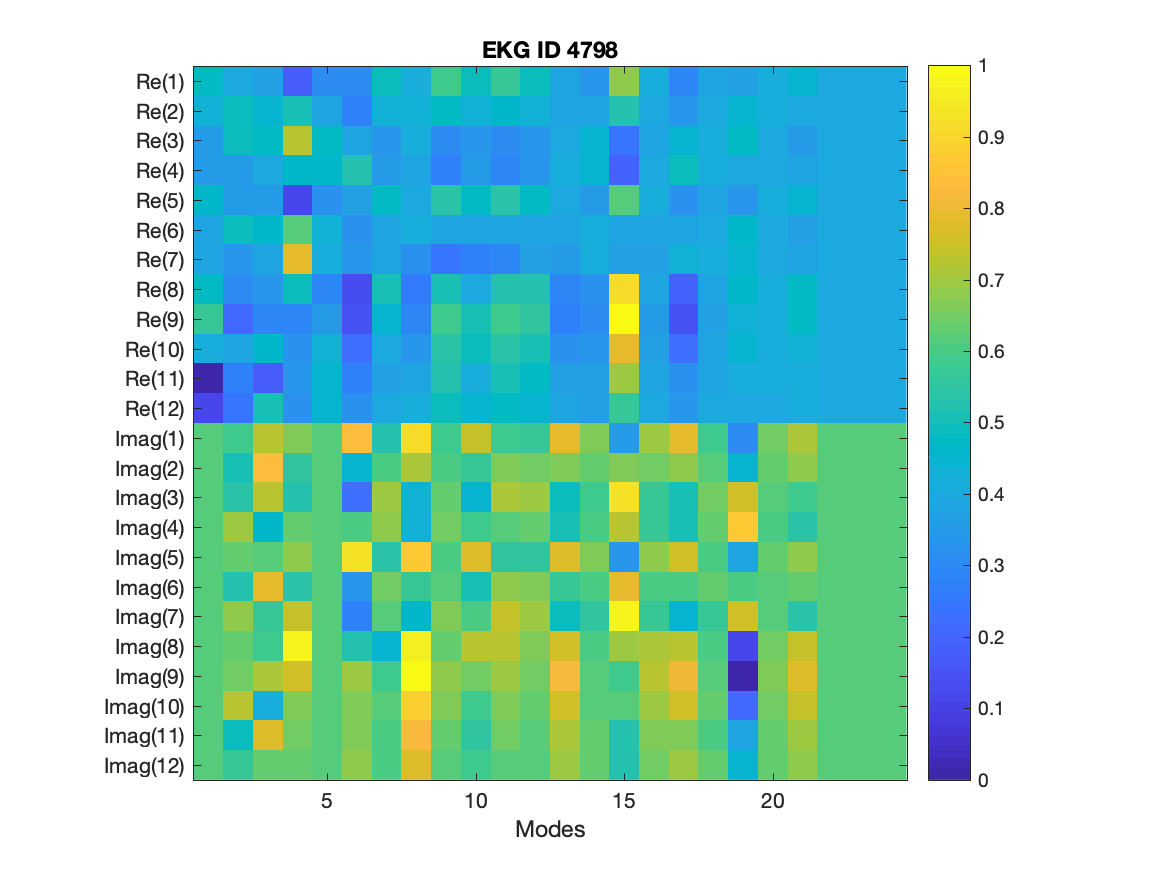 EKG ID 4798
Re(1)
Re(2)
Re(3)
Re(4)
Re(5)
Re(6)
Re(7)
Re(8)
Re(9)
Re(10)
Re(11)
Re(12)
Imag(1)
Imag(2)
Imag(3)
Imag(4)
Imag(5)
Imag(6)
Imag(7)
Imag(8)
Imag(9)
Imag(10)
Imag(11)
Imag(12)
5 10 15 20
Modes
1
0.9
0.8
0.7
0.6
0.5
0.4
0.3
0.2
0.1
0